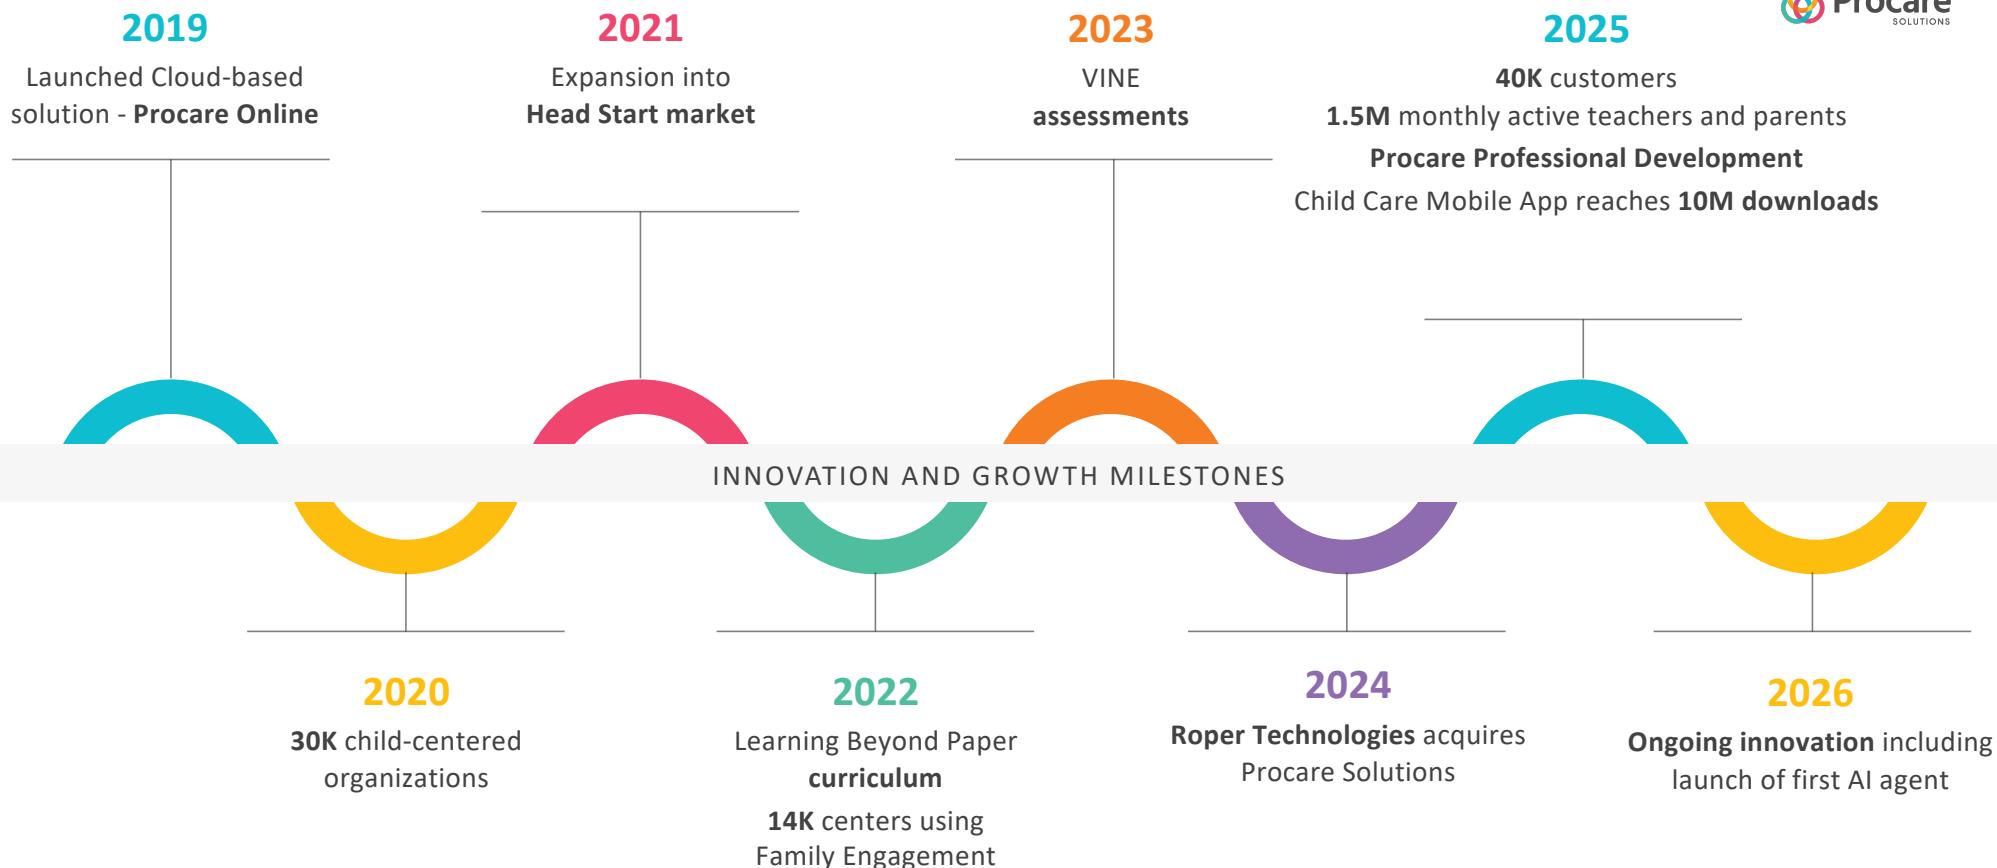 Procare
SOLUTIONS
2019
Launched Cloud-based
solution - Procare Online
2021
Expansion into
Head Start market
2023
VINE
assessments
2025
40K customers
1.5M monthly active teachers and parents
Procare Professional Development
Child Care Mobile App reaches 10M downloads
INNOVATION AND GROWTH MILESTONES
2020
30K child-centered
organizations
2022
Learning Beyond Paper
curriculum
14K centers using
Family Engagement
2024
Roper Technologies acquires
Procare Solutions
2026
Ongoing innovation including
launch of first AI agent